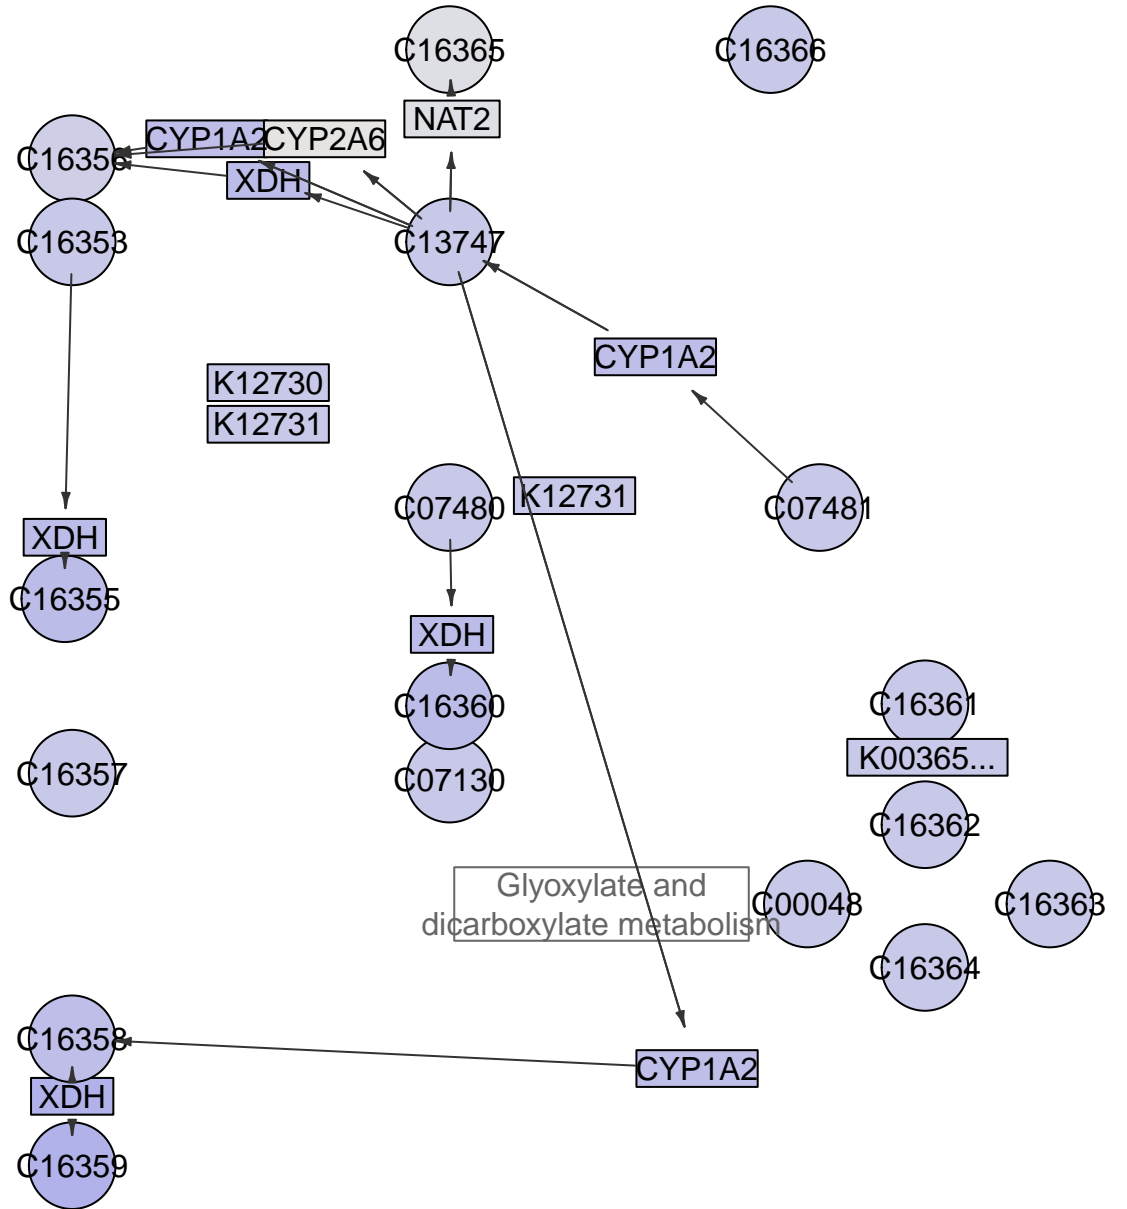 C16365
C16366
NAT2
CYP1A2
CYP2A6
C16356
XDH
C16353
C13747
CYP1A2
K12730
K12731
C07480
K12731
C07481
XDH
C16355
XDH
C16360
C16361
K00365...
C16357
C07130
C16362
Glyoxylate and
dicarboxylate metabolism
C00048
C16363
C16364
C16358
CYP1A2
XDH
C16359